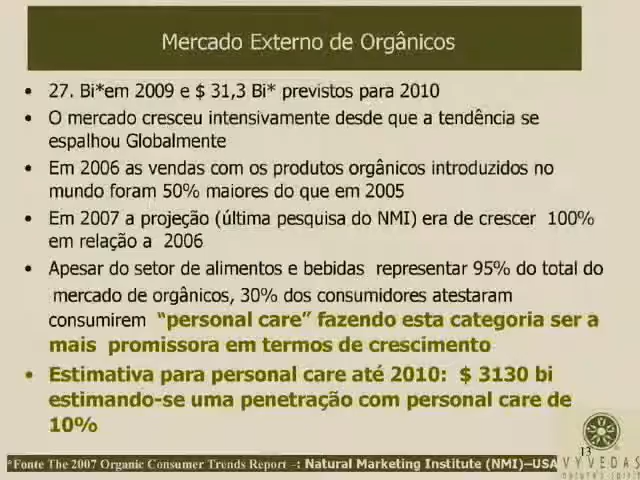 Mercado Externo de Orgânicos
• 27. Bi*em 2009 e $ 31,3 Bi* previstos para 2010
• O mercado cresceu intensivamente desde que a tendência se
espalhou Globalmente
• Em 2006 as vendas com os produtos orgânicos introduzidos no
mundo foram 50% maiores do que em 2005
• Em 2007 a projeção (última pesquisa do NMI) era de crescer 100%
em relação a 2006
• Apesar do setor de alimentos e bebidas representar 95% do total do
mercado de orgânicos, 30% dos consumidores atestaram
consumirem "personal care" fazendo esta categoria ser a
mais promissora em termos de crescimento
• Estimativa para personal care até 2010: $ 3130 bi
estimando-se uma penetração com personal care de
10%
13
*Fonte The 2007 Organic Consumer Trends Report –: Natural Marketing Institute (NMI)–USA
VYVEDAS